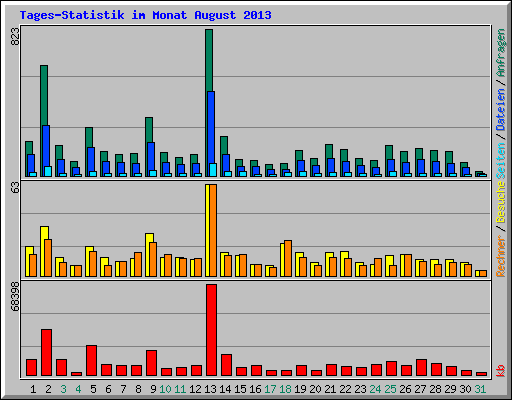 Tages-Statistik im Monat August 2013
823
63
68398
Rechner / Besuche Seiten / Dateien / Anfragen
kb
1 2 3 4 5 6 7 8 9 10 11 12 13 14 15 16 17 18 19 20 21 22 23 24 25 26 27 28 29 30 31